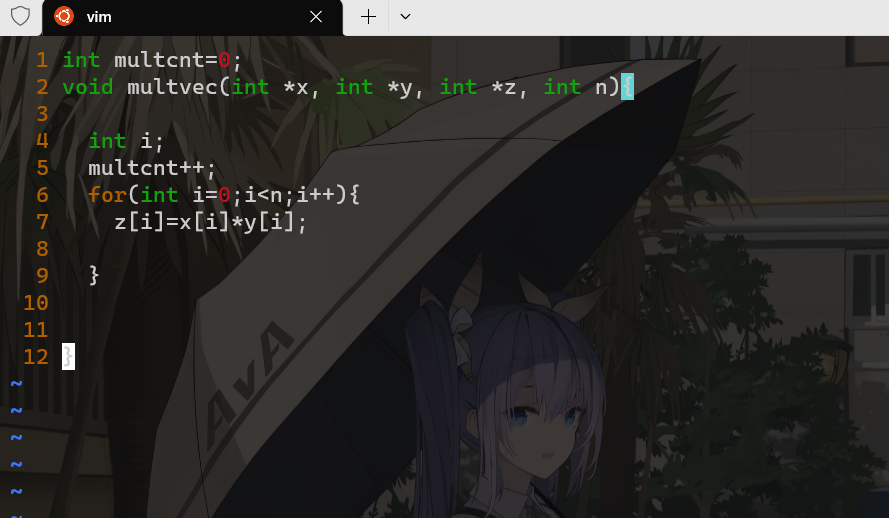 vim
1 int multcnt=0;
2 void multvec(int *x, int *y, int *z, int n){
3
4   int i;
5   multcnt++;
6   for(int i=0;i<n;i++){
7     z[i]=x[i]*y[i];
8
9   }
10
11
12 }
~
~
~
~
~
~
AvA